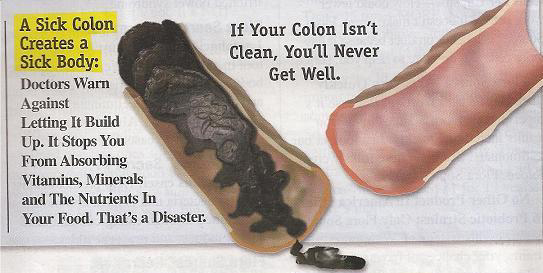 A Sick Colon
Creates a
Sick Body:
Doctors Warn
Against
Letting It Build
Up. It Stops You
From Absorbing
Vitamins, Minerals
and The Nutrients In
Your Food. That's a Disaster.
If Your Colon Isn't
Clean, You'll Never
Get Well.